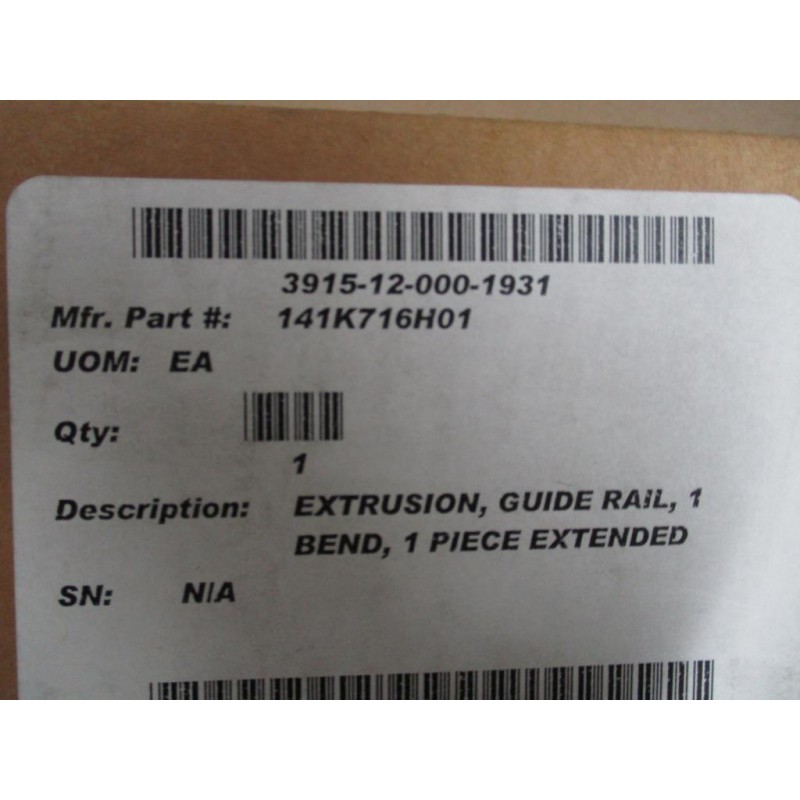 3915-12-000-1931
Mfr. Part #: 141K716H01
UOM: EA
Qty:
1
Description: EXTRUSION, GUIDE RAIL, 1
BEND, 1 PIECE EXTENDED
SN: N/A